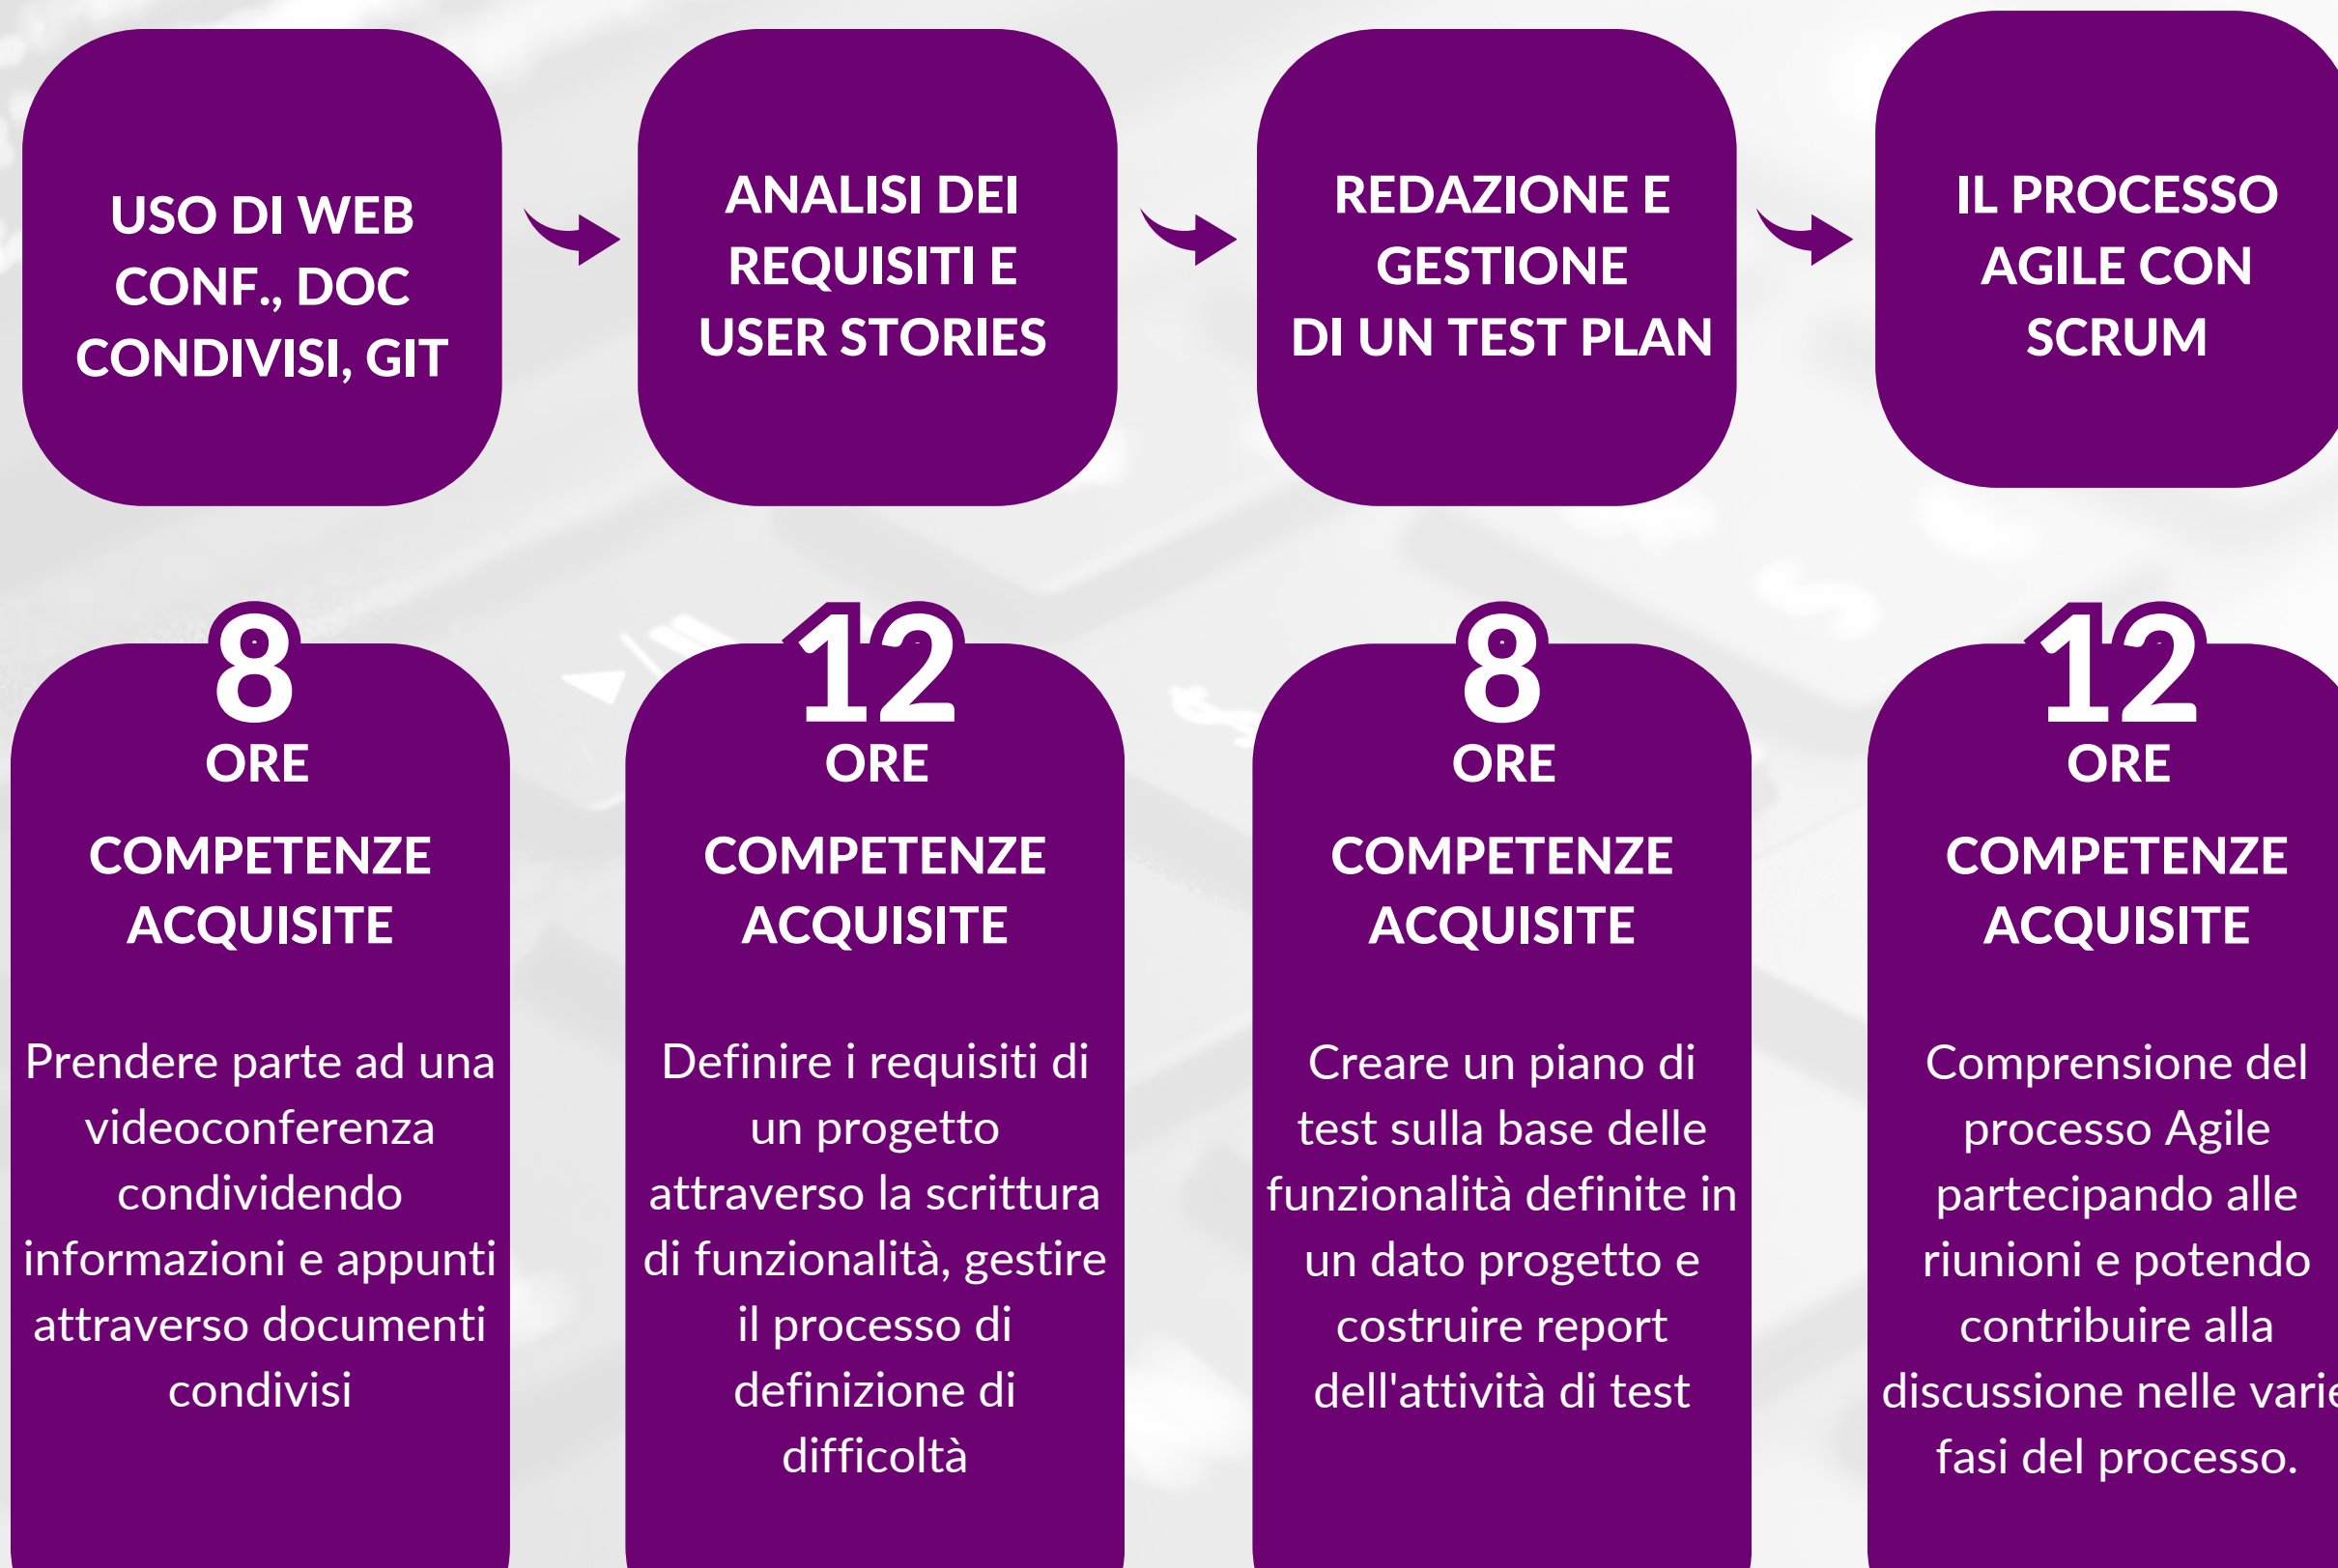 USO DI WEB
CONF., DOC
CONDIVISI, GIT
ANALISI DEI
REQUISITI E
USER STORIES
REDAZIONE E
GESTIONE
DI UN TEST PLAN
IL PROCESSO
AGILE CON
SCRUM
8
ORE
COMPETENZE
ACQUISITE
Prendere parte ad una
videoconferenza
condividendo
informazioni e appunti
attraverso documenti
condivisi
12
ORE
COMPETENZE
ACQUISITE
Definire i requisiti di
un progetto
attraverso la scrittura
di funzionalità, gestire
il processo di
definizione di
difficoltà
8
ORE
COMPETENZE
ACQUISITE
Creare un piano di
test sulla base delle
funzionalità definite in
un dato progetto e
costruire report
dell'attività di test
12
ORE
COMPETENZE
ACQUISITE
Comprensione del
processo Agile
partecipando alle
riunioni e potendo
contribuire alla
discussione nelle varie
fasi del processo.